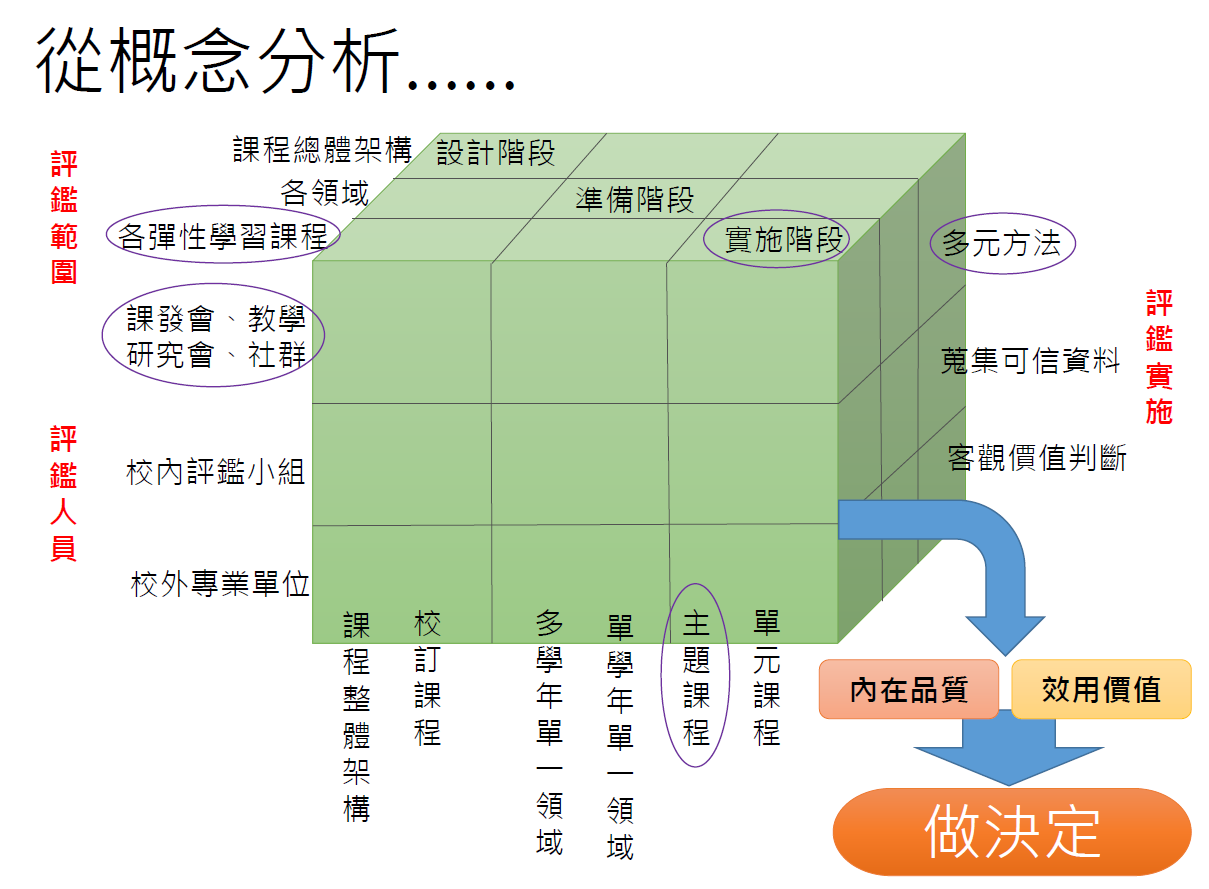 從概念分析......
評鑑範圍
課程總體架構
各領域
各彈性學習課程
設計階段
準備階段
實施階段
多元方法
蒐集可信資料
客觀價值判斷
評鑑實施
課發會、教學
研究會、社群
校內評鑑小組
校外專業單位
評鑑人員
課程整體架構
校訂課程
多學年單一領域
單學年單一領域
主題課程
單元課程
內在品質
效用價值
做決定